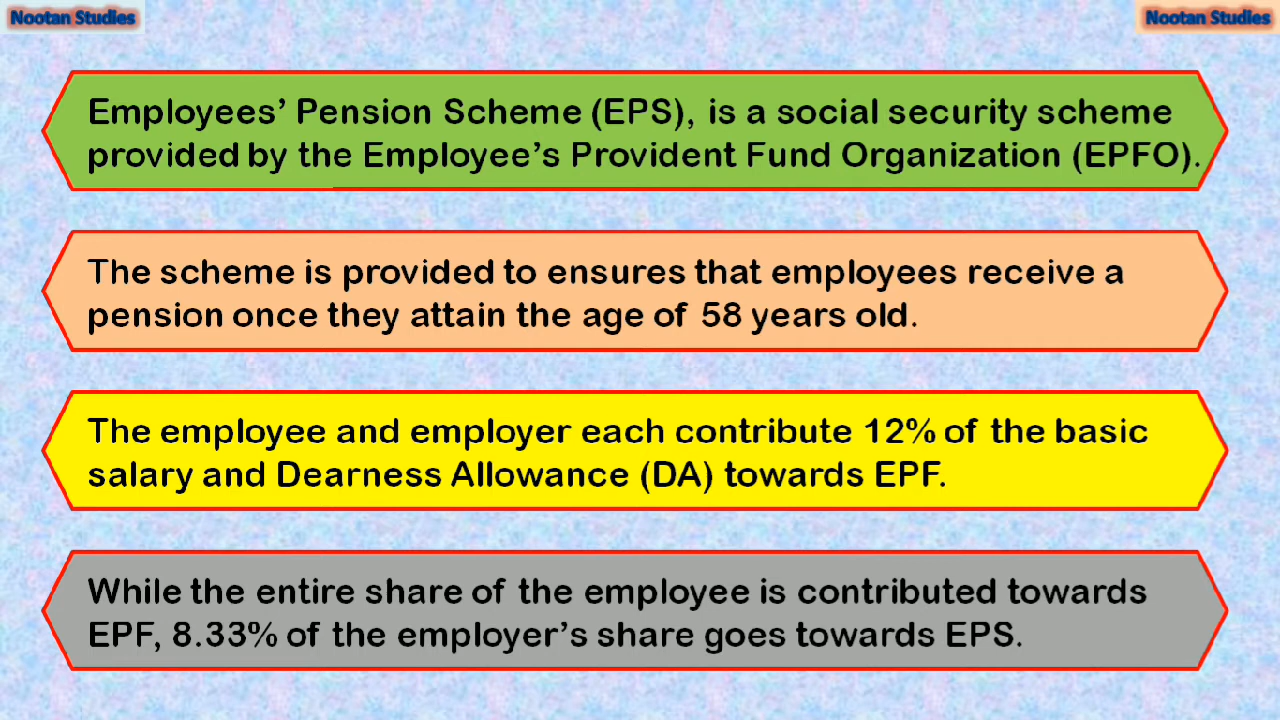 Nootan Studies
Nootan Studies
Employees’ Pension Scheme (EPS), is a social security scheme
provided by the Employee’s Provident Fund Organization (EPFO).
The scheme is provided to ensures that employees receive a
pension once they attain the age of 58 years old.
The employee and employer each contribute 12% of the basic
salary and Dearness Allowance (DA) towards EPF.
While the entire share of the employee is contributed towards
EPF, 8.33% of the employer’s share goes towards EPS.